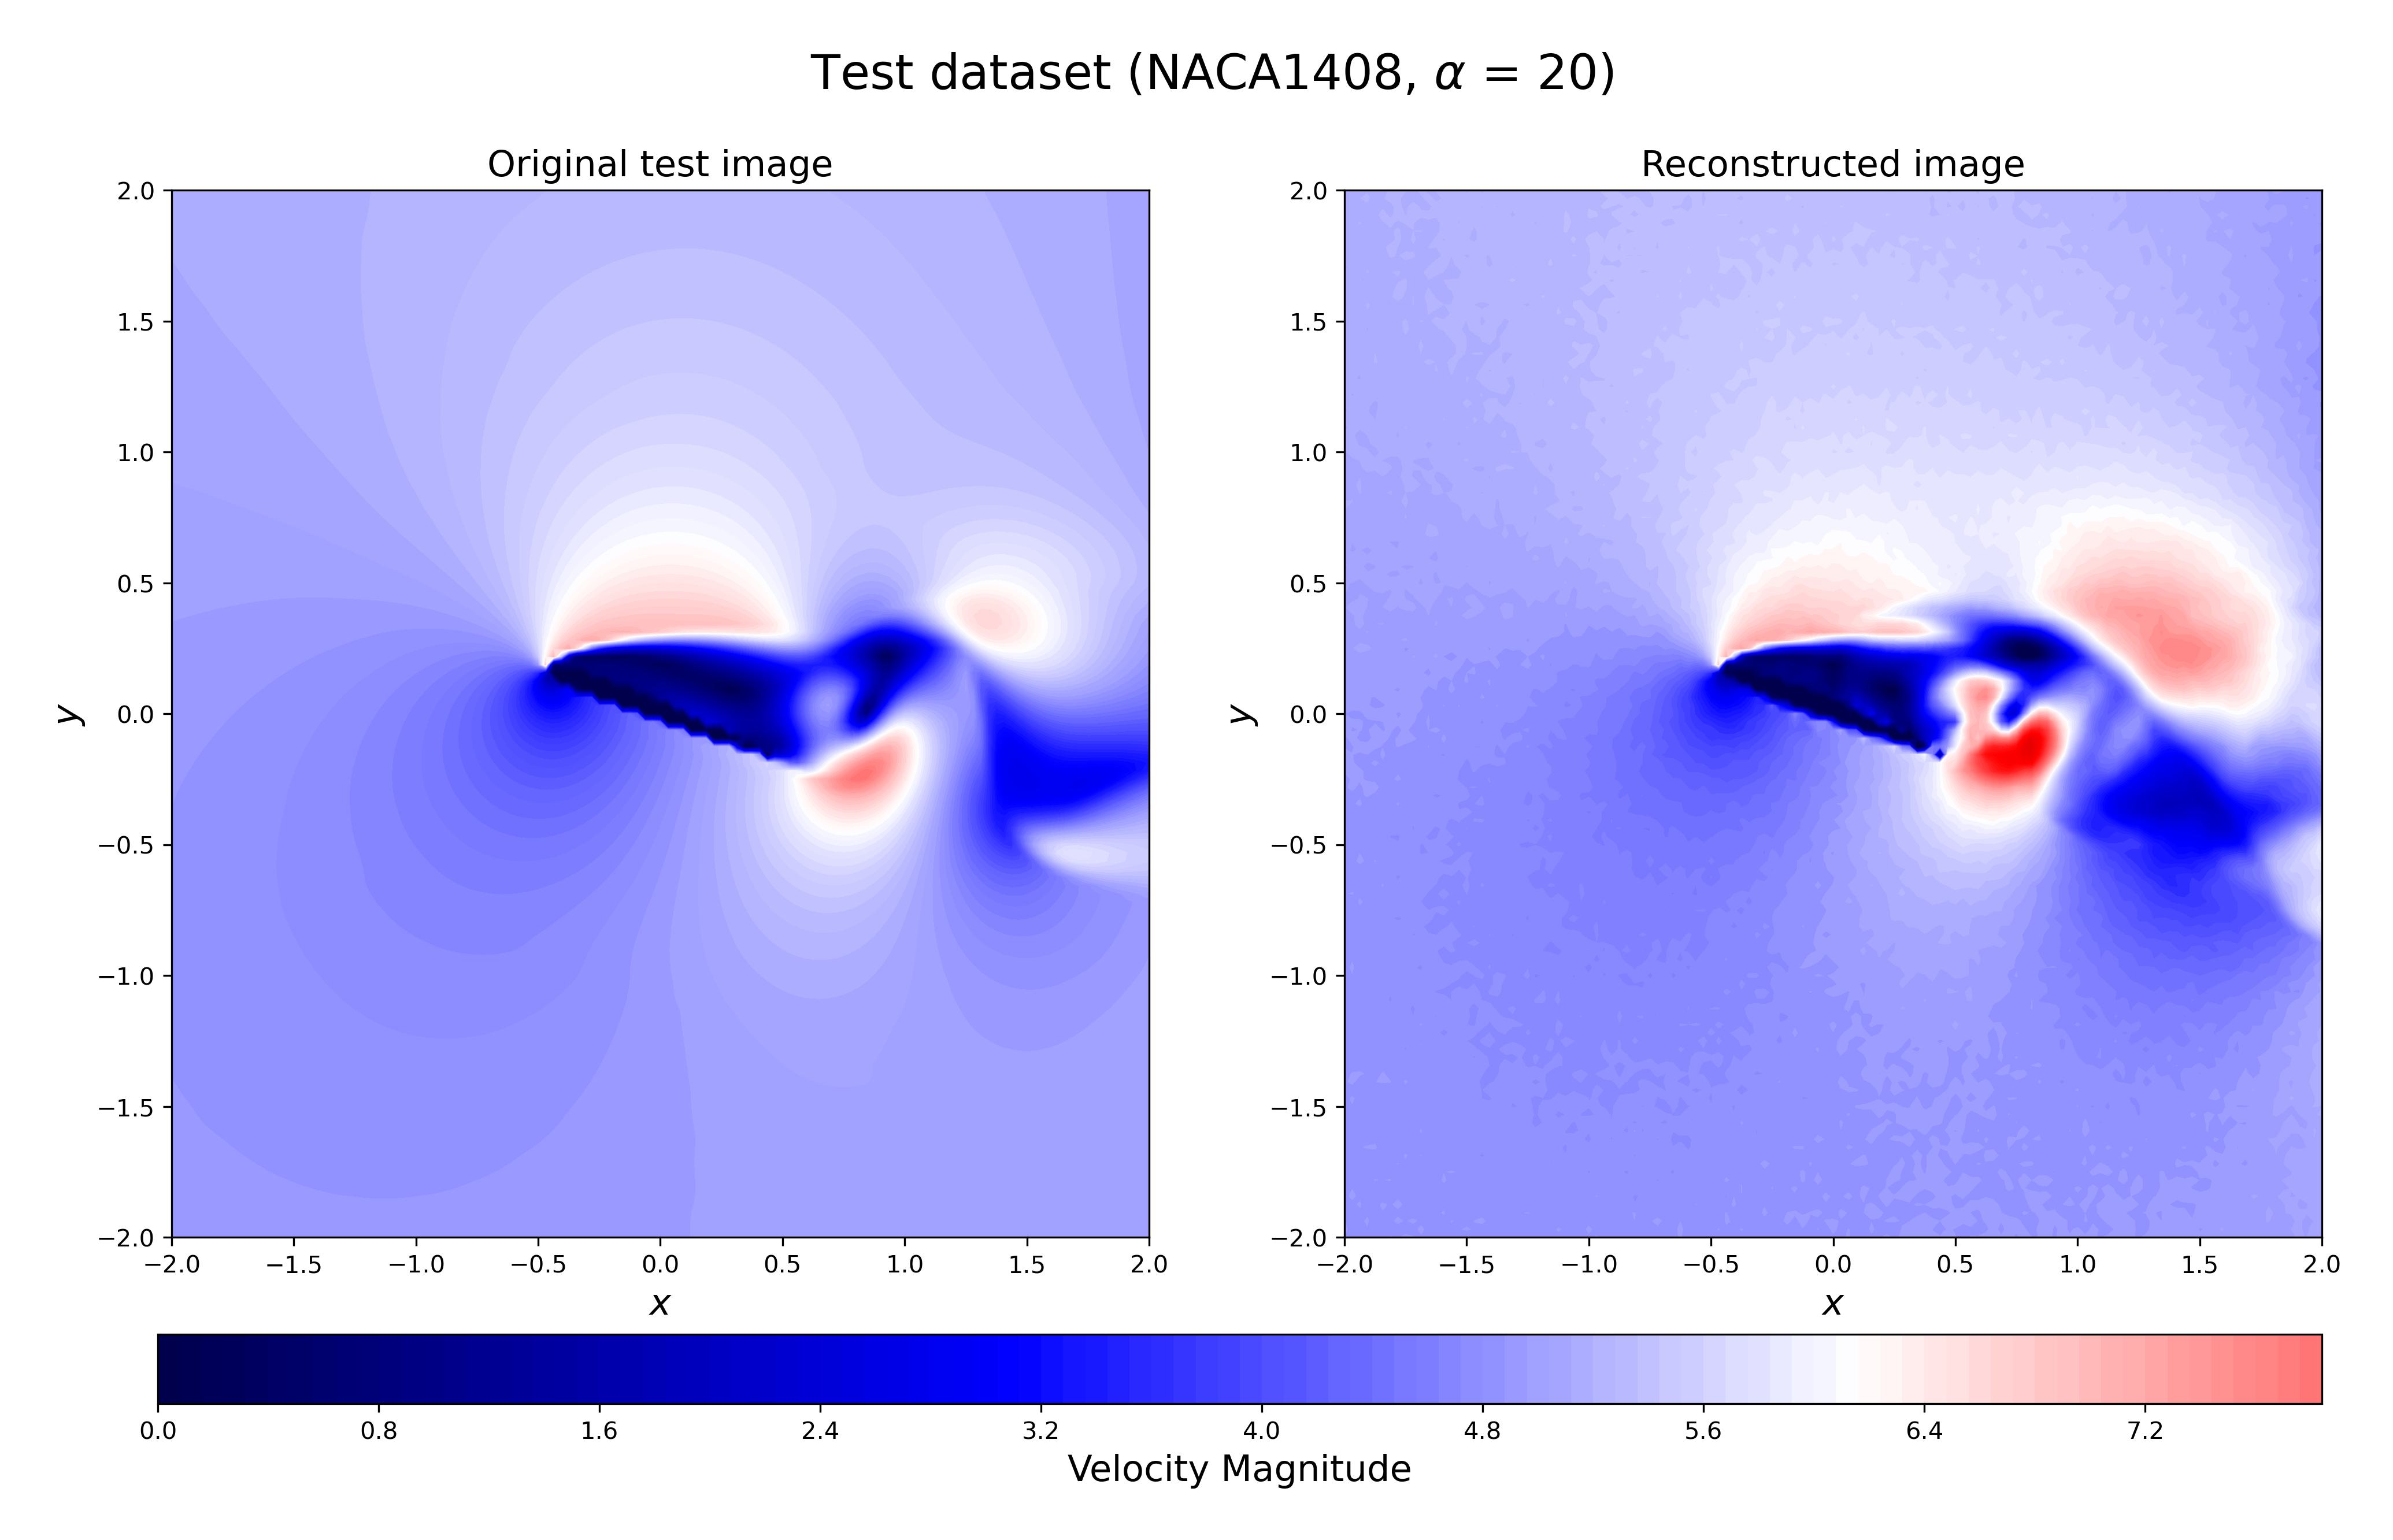 Test dataset (NACA1408, α = 20)
Original test image
Reconstructed image
2.0
1.5
1.0
0.5
0.0
−0.5
−1.0
−1.5
−2.0
y
−2.0 −1.5 −1.0 −0.5 0.0 0.5 1.0 1.5 2.0
x
2.0
1.5
1.0
0.5
0.0
−0.5
−1.0
−1.5
−2.0
y
−2.0 −1.5 −1.0 −0.5 0.0 0.5 1.0 1.5 2.0
x
0.0 0.8 1.6 2.4 3.2 4.0 4.8 5.6 6.4 7.2
Velocity Magnitude